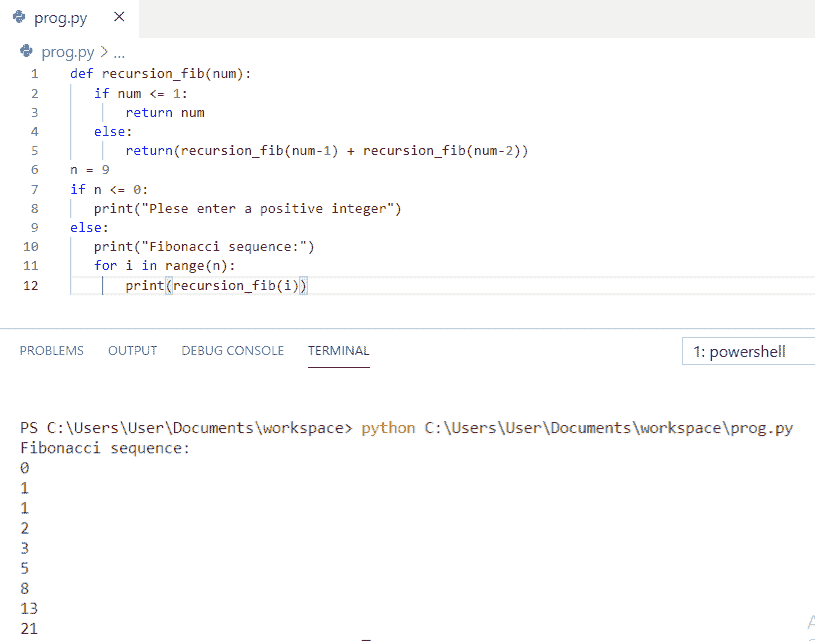 prog.py ×
prog.py > ...
1 def recursion_fib(num):
2 if num <= 1:
3 return num
4 else:
5 return(recursion_fib(num-1) + recursion_fib(num-2))
6 n = 9
7 if n <= 0:
8 print("Plese enter a positive integer")
9 else:
10 print("Fibonacci sequence:")
11 for i in range(n):
12 print(recursion_fib(i))
PROBLEMS OUTPUT DEBUG CONSOLE TERMINAL 1: powershell
PS C:\Users\User\Documents\workspace> python C:\Users\User\Documents\workspace\prog.py
Fibonacci sequence:
0
1
1
2
3
5
8
13
21